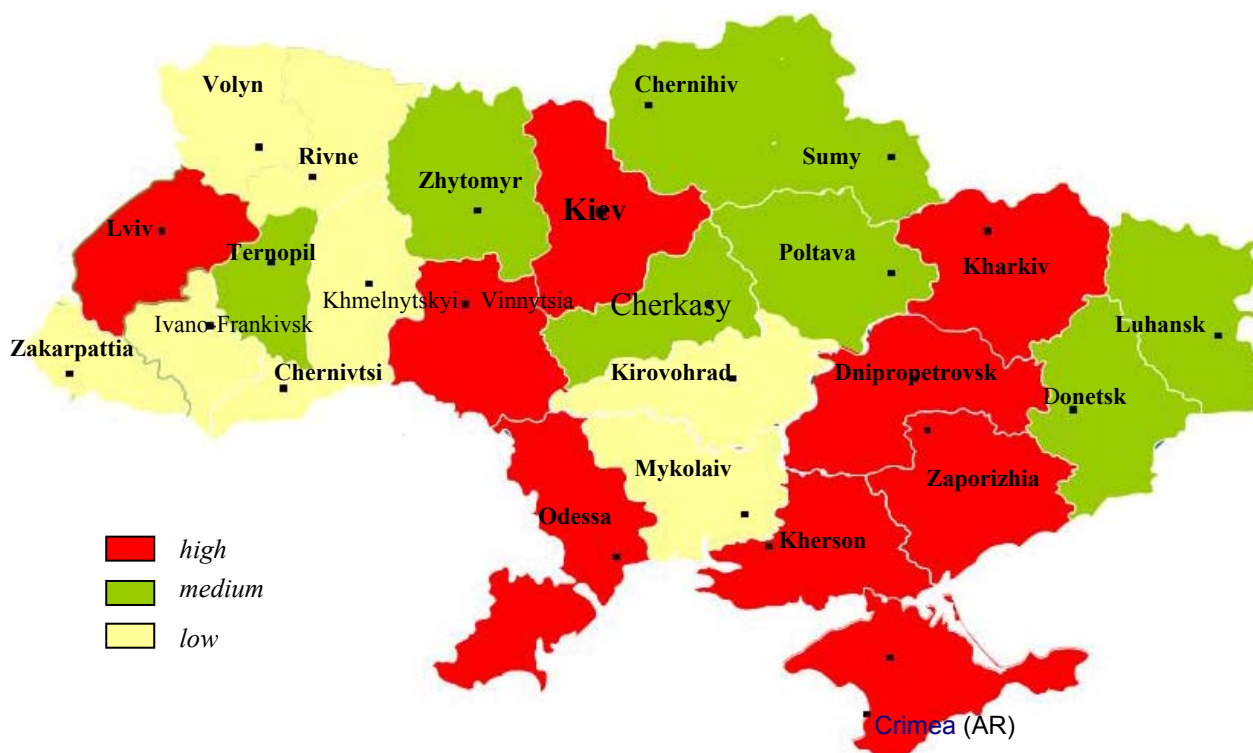 Volyn
Chernihiv
Rivne
Sumy
Zhytomyr
Kiev
Lviv
Ternopil
Poltava
Kharkiv
Khmelnytskyi
Vinnytsia
Cherkasy
Ivano-Frankivsk
Luhansk
Zakarpattia
Chernivtsi
Kirovohrad
Dnipropetrovsk
Donetsk
Mykolaiv
Zaporizhia
Odessa
Kherson
high
medium
low
Crimea (AR)